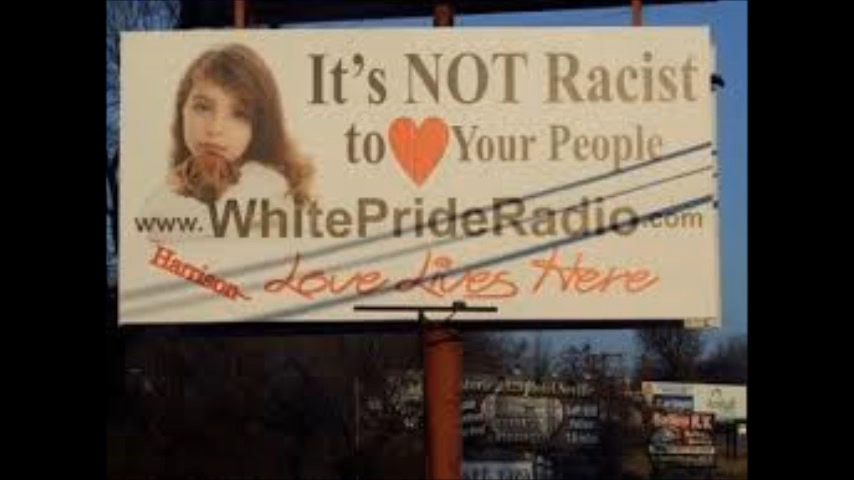 It's NOT Racist
to ❤ Your People
www.WhitePrideRadio.com
Harrison Love Lives Here